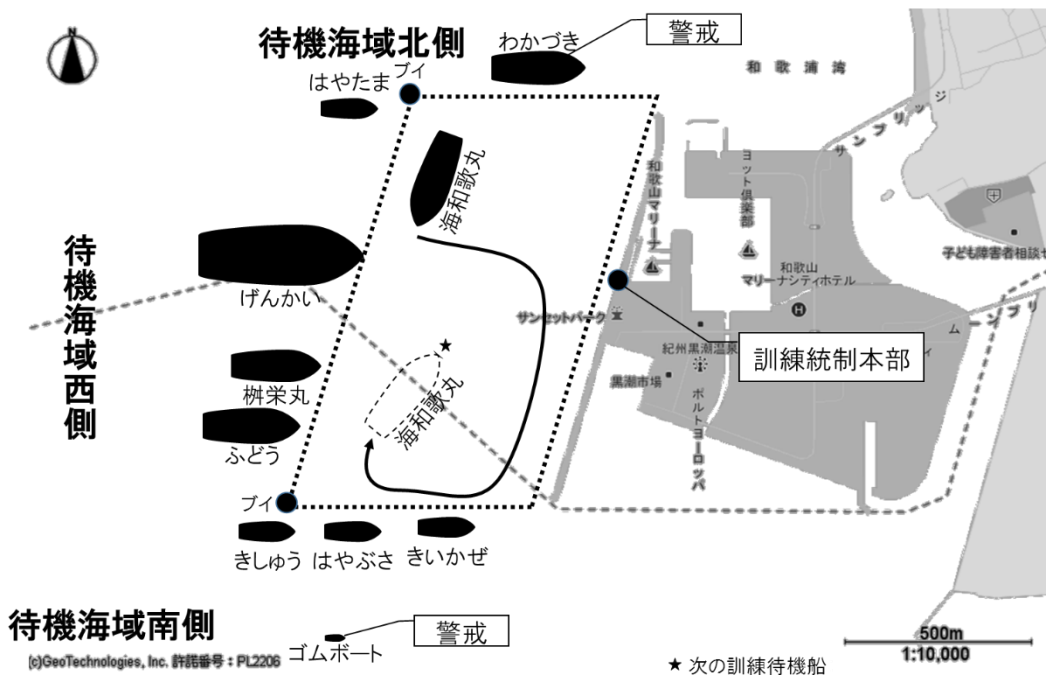 待機海域北側
わかづき
警戒
和歌浦湾
ブイ
はやたま
サンブリッジ
海和歌丸
和歌山マリーナ
ヨット倶楽部
子ども障害者相談セ
待機海域西側
げんかい
和歌山
マリーナシティホテル
H
サンセットパーク
紀州黒潮温泉
訓練統制本部
黒潮市場
ポルトヨーロッパ
桝栄丸
海和歌丸
ふどう
ブイ
きしゅう
はやぶさ
きいかぜ
待機海域南側
ゴムボート
警戒
(c)GeoTechnologies, Inc. 許諾番号：PL2206
500m
1:10,000
★ 次の訓練待機船